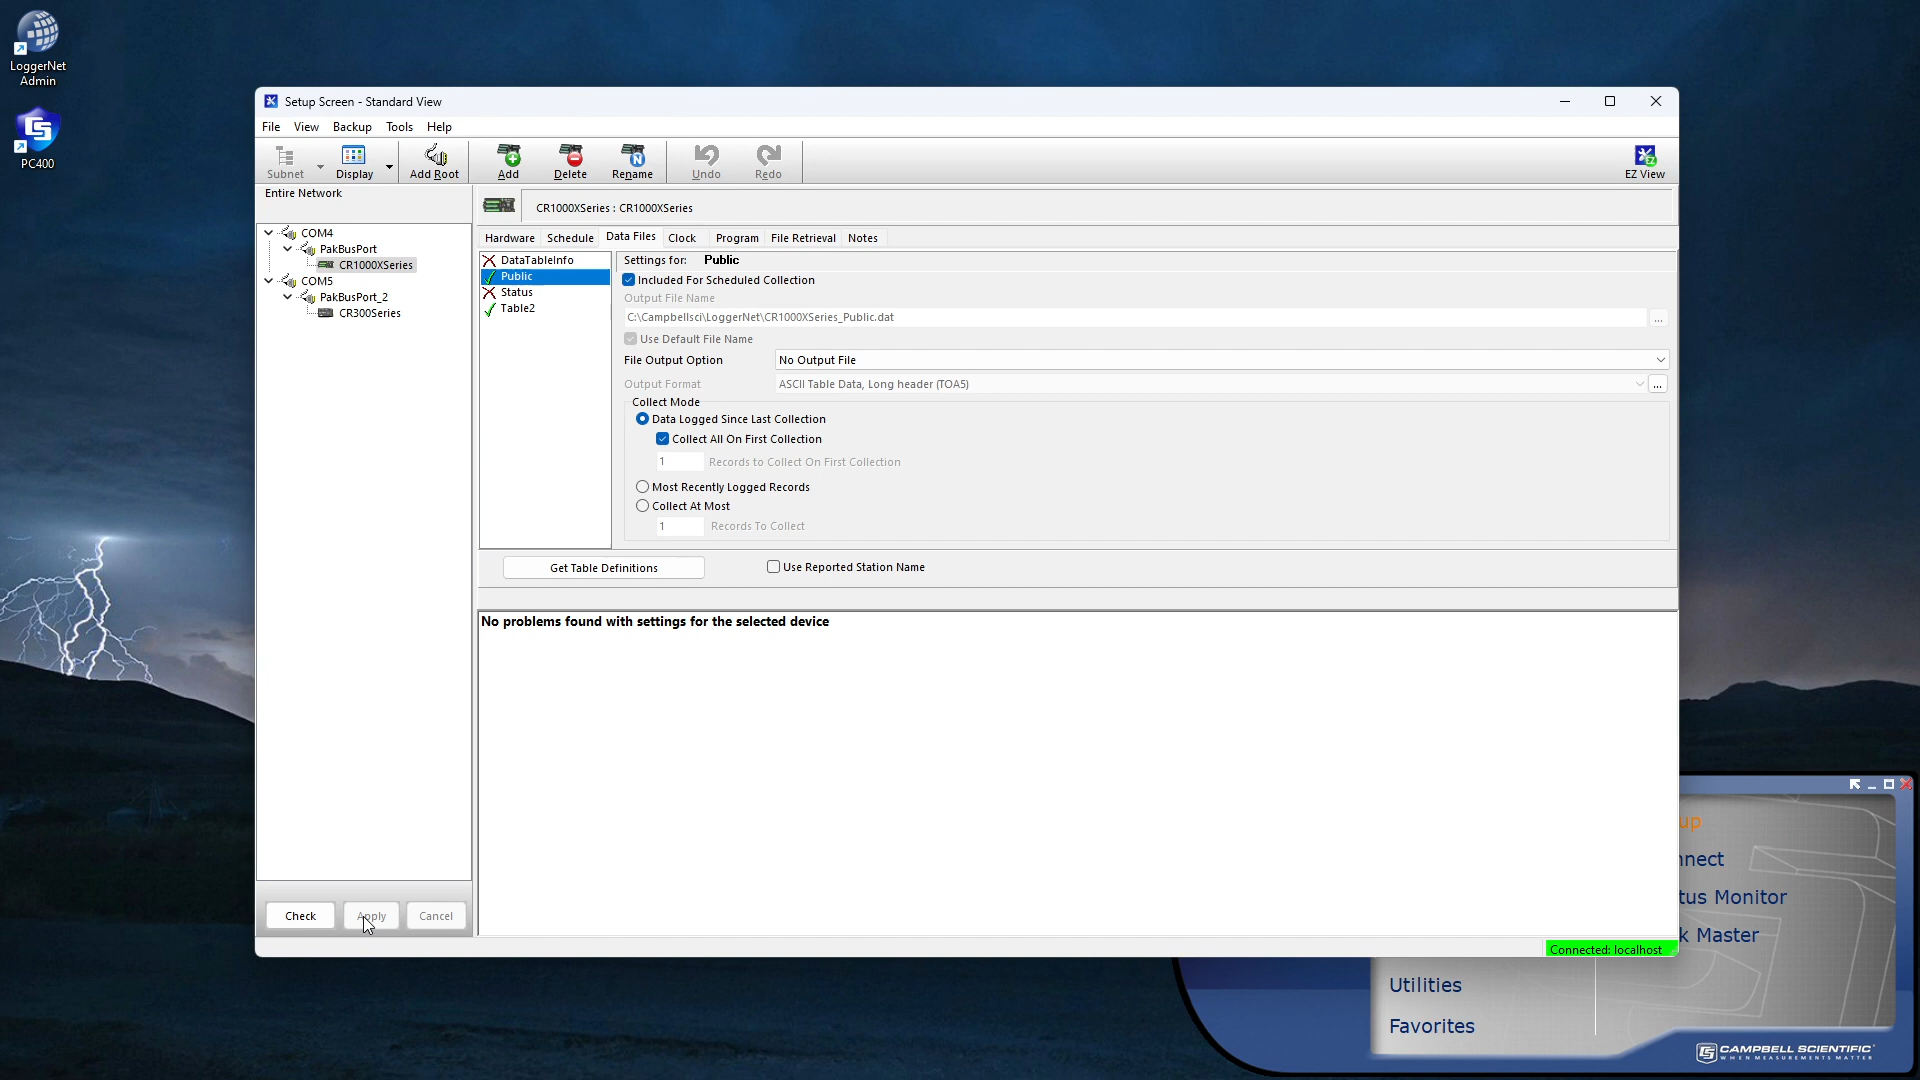 LoggerNet
Admin
PC400
Setup Screen - Standard View
File View Backup Tools Help
Subnet Display Add Root Add Delete Rename Undo Redo EZ View
Entire Network
COM4
PakBusPort
CR1000XSeries
COM5
PakBusPort_2
CR300Series
CR1000XSeries : CR1000XSeries
Hardware Schedule Data Files Clock Program File Retrieval Notes
DataTableInfo
Public
Status
Table2
Settings for: Public
Included For Scheduled Collection
Output File Name
C:\Campbellsci\LoggerNet\CR1000XSeries_Public.dat
...
Use Default File Name
File Output Option No Output File
Output Format ASCII Table Data, Long header (TOA5)
...
Collect Mode
Data Logged Since Last Collection
Collect All On First Collection
1 Records to Collect On First Collection
Most Recently Logged Records
Collect At Most
1 Records To Collect
Get Table Definitions Use Reported Station Name
No problems found with settings for the selected device
Check Apply Cancel
Connected: localhost
up
nnect
tus Monitor
k Master
Utilities
Favorites
CAMPBELL SCIENTIFIC
WHEN MEASUREMENTS MATTER